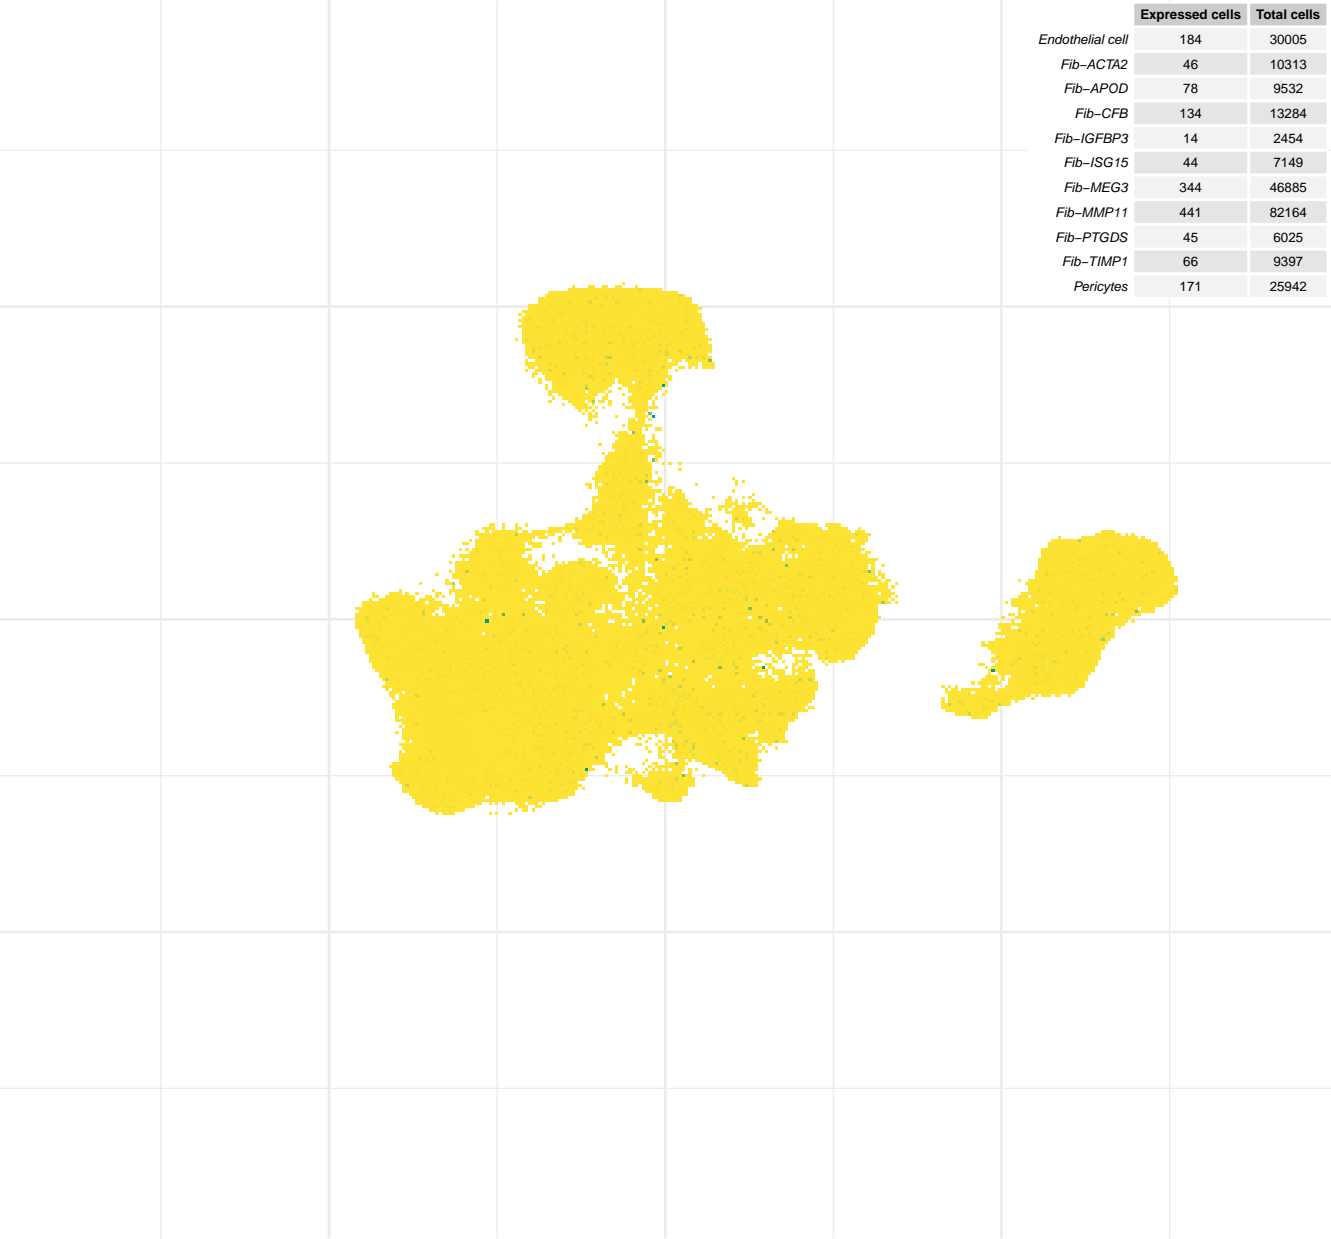 Expressed cells Total cells
Endothelial cell 184 30005
Fib−ACTA2 46 10313
Fib−APOD 78 9532
Fib−CFB 134 13284
Fib−IGFBP3 14 2454
Fib−ISG15 44 7149
Fib−MEG3 344 46885
Fib−MMP11 441 82164
Fib−PTGDS 45 6025
Fib−TIMP1 66 9397
Pericytes 171 25942